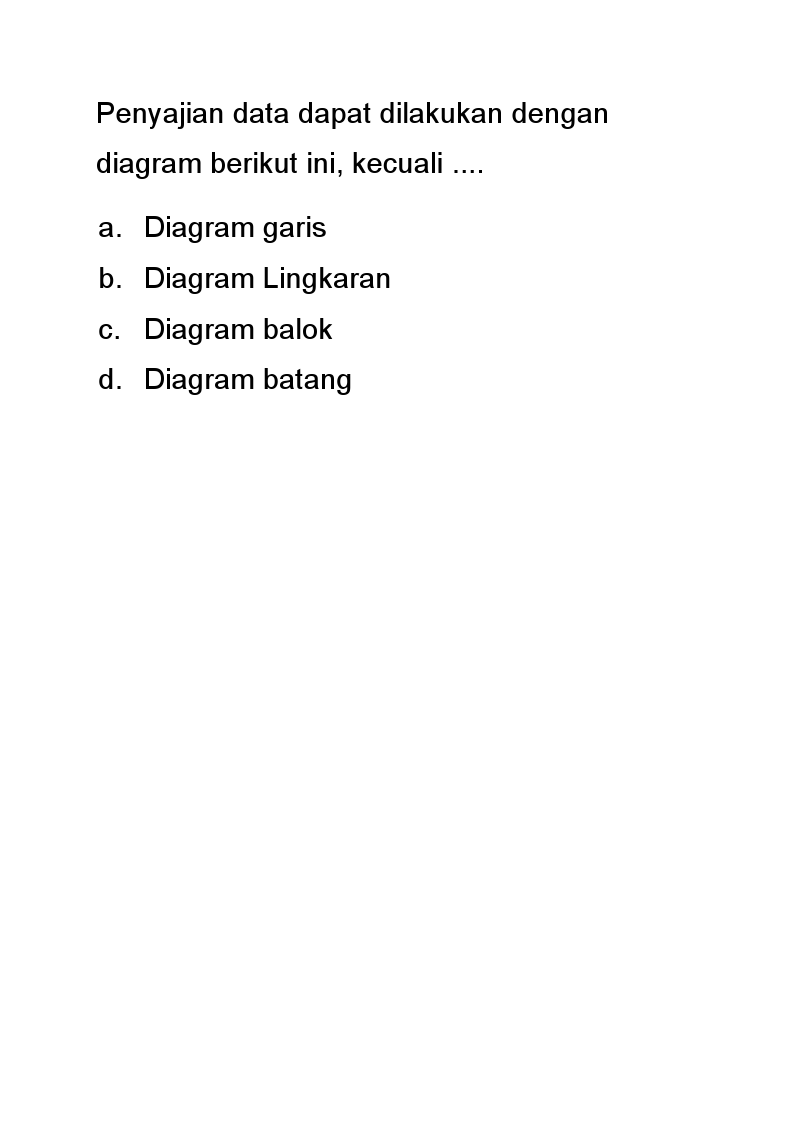 Penyajian data dapat dilakukan dengan
diagram berikut ini, kecuali ....
a. Diagram garis
b. Diagram Lingkaran
c. Diagram balok
d. Diagram batang